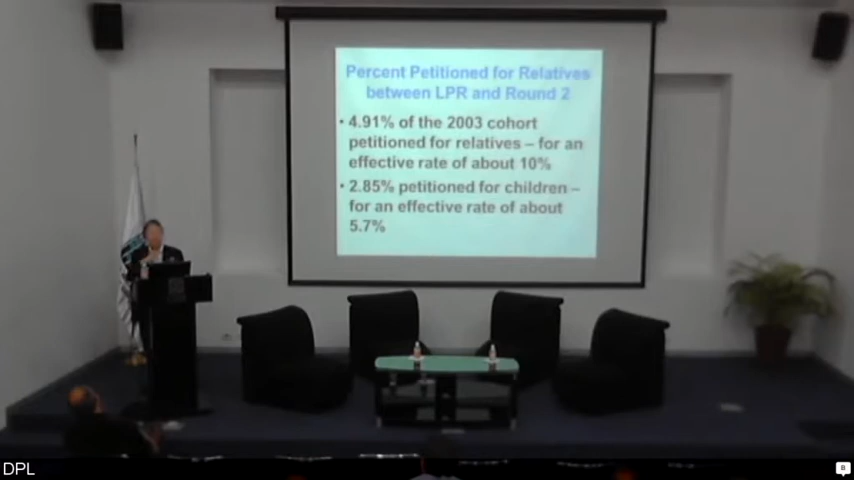 Percent Petitioned for Relatives
between LPR and Round 2
• 4.91% of the 2003 cohort
petitioned for relatives – for an
effective rate of about 10%
• 2.85% petitioned for children –
for an effective rate of about
5.7%
DPL